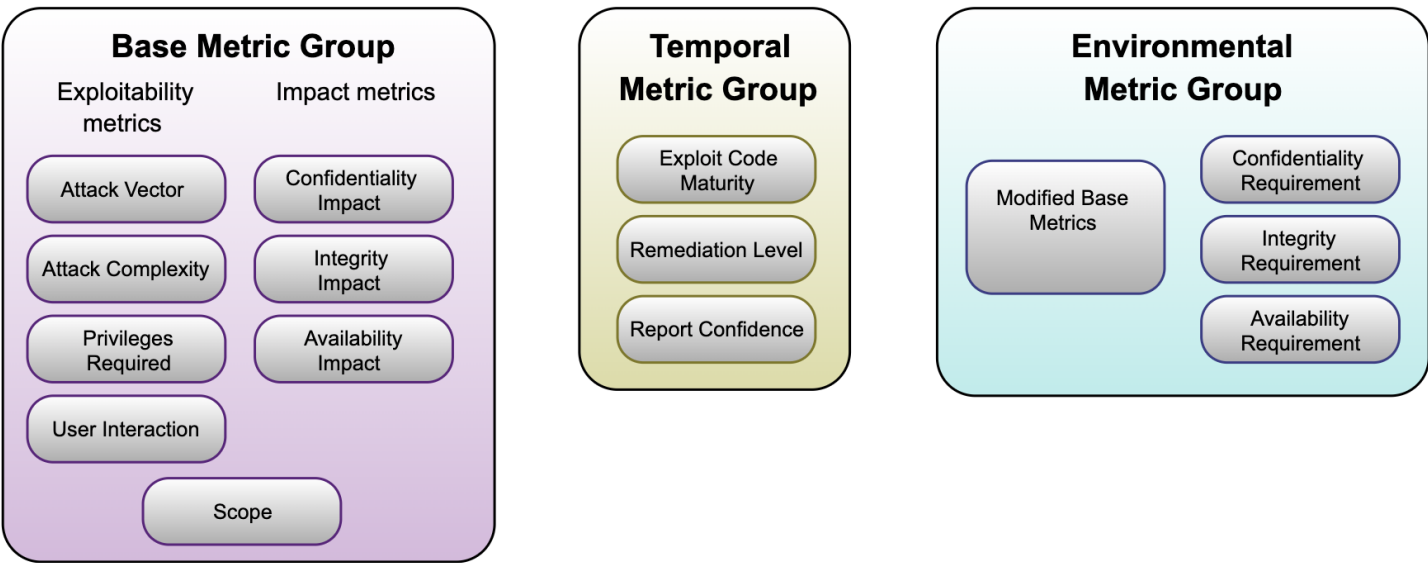 Base Metric Group
Exploitability
metrics
Impact metrics
Attack Vector
Attack Complexity
Privileges
Required
User Interaction
Confidentiality
Impact
Integrity
Impact
Availability
Impact
Scope
Temporal
Metric Group
Exploit Code
Maturity
Remediation Level
Report Confidence
Environmental
Metric Group
Modified Base
Metrics
Confidentiality
Requirement
Integrity
Requirement
Availability
Requirement